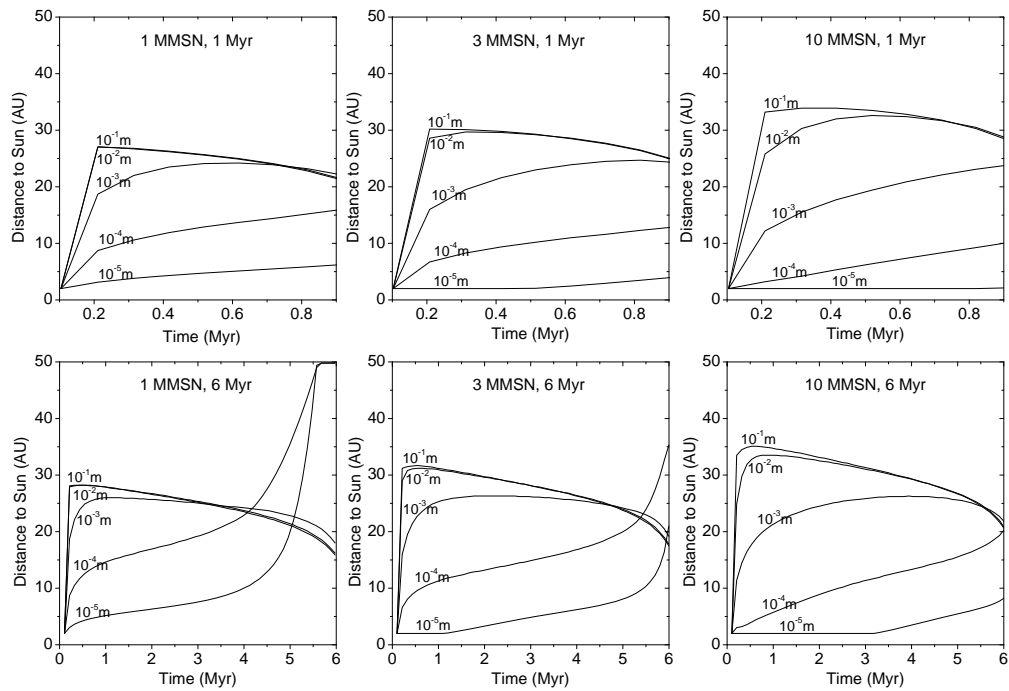 1 MMSN, 1 Myr
Distance to Sun (AU)
50
40
30
20
10
0
10⁻¹m
10⁻²m
10⁻³m
10⁻⁴m
10⁻⁵m
0.2 0.4 0.6 0.8
Time (Myr)
3 MMSN, 1 Myr
Distance to Sun (AU)
50
40
30
20
10
0
10⁻¹m
10⁻²m
10⁻³m
10⁻⁴m
10⁻⁵m
0.2 0.4 0.6 0.8
Time (Myr)
10 MMSN, 1 Myr
Distance to Sun (AU)
50
40
30
20
10
0
10⁻¹m
10⁻²m
10⁻³m
10⁻⁴m
10⁻⁵m
0.2 0.4 0.6 0.8
Time (Myr)
1 MMSN, 6 Myr
Distance to Sun (AU)
50
40
30
20
10
0
10⁻¹m
10⁻²m
10⁻³m
10⁻⁴m
10⁻⁵m
0 1 2 3 4 5 6
Time (Myr)
3 MMSN, 6 Myr
Distance to Sun (AU)
50
40
30
20
10
0
10⁻¹m
10⁻²m
10⁻³m
10⁻⁴m
10⁻⁵m
0 1 2 3 4 5 6
Time (Myr)
10 MMSN, 6 Myr
Distance to Sun (AU)
50
40
30
20
10
0
10⁻¹m
10⁻²m
10⁻³m
10⁻⁴m
10⁻⁵m
0 1 2 3 4 5 6
Time (Myr)